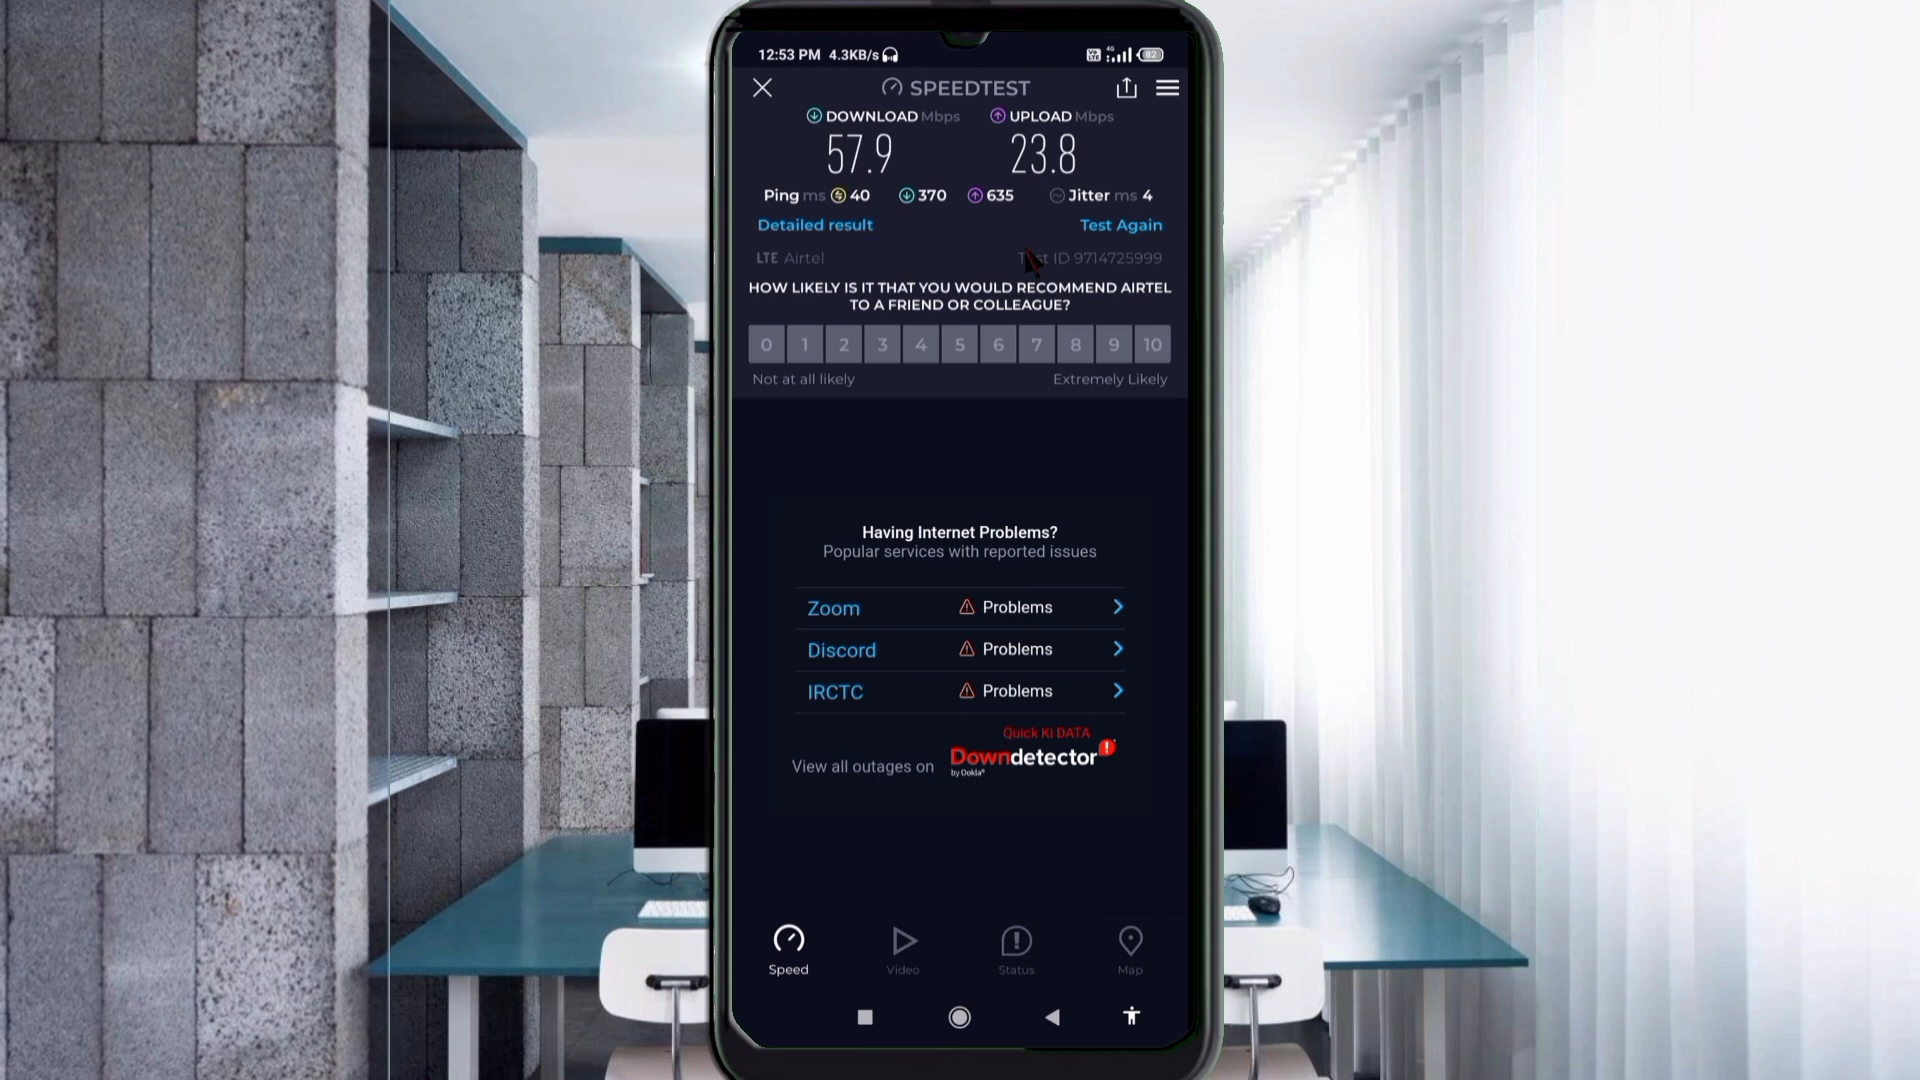 12:53 PM 4.3KB/s 4G 82
SPEEDTEST
DOWNLOAD Mbps UPLOAD Mbps
57.9 23.8
Ping ms 40 370 635 Jitter ms 4
Detailed result Test Again
LTE Airtel ID 9714725999
HOW LIKELY IS IT THAT YOU WOULD RECOMMEND AIRTEL
TO A FRIEND OR COLLEAGUE?
0 1 2 3 4 5 6 7 8 9 10
Not at all likely Extremely Likely
Having Internet Problems?
Popular services with reported issues
Zoom Problems
Discord Problems
IRCTC Problems
Quick Ki DATA
View all outages on Downdetector
by Ookla®
Speed Video Status Map